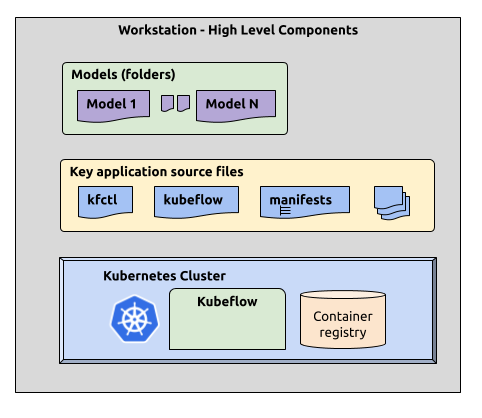 Workstation - High Level Components
Models (folders)
Model 1
Model N
Key application source files
kfctl
kubeflow
manifests
Kubernetes Cluster
Kubeflow
Container
registry